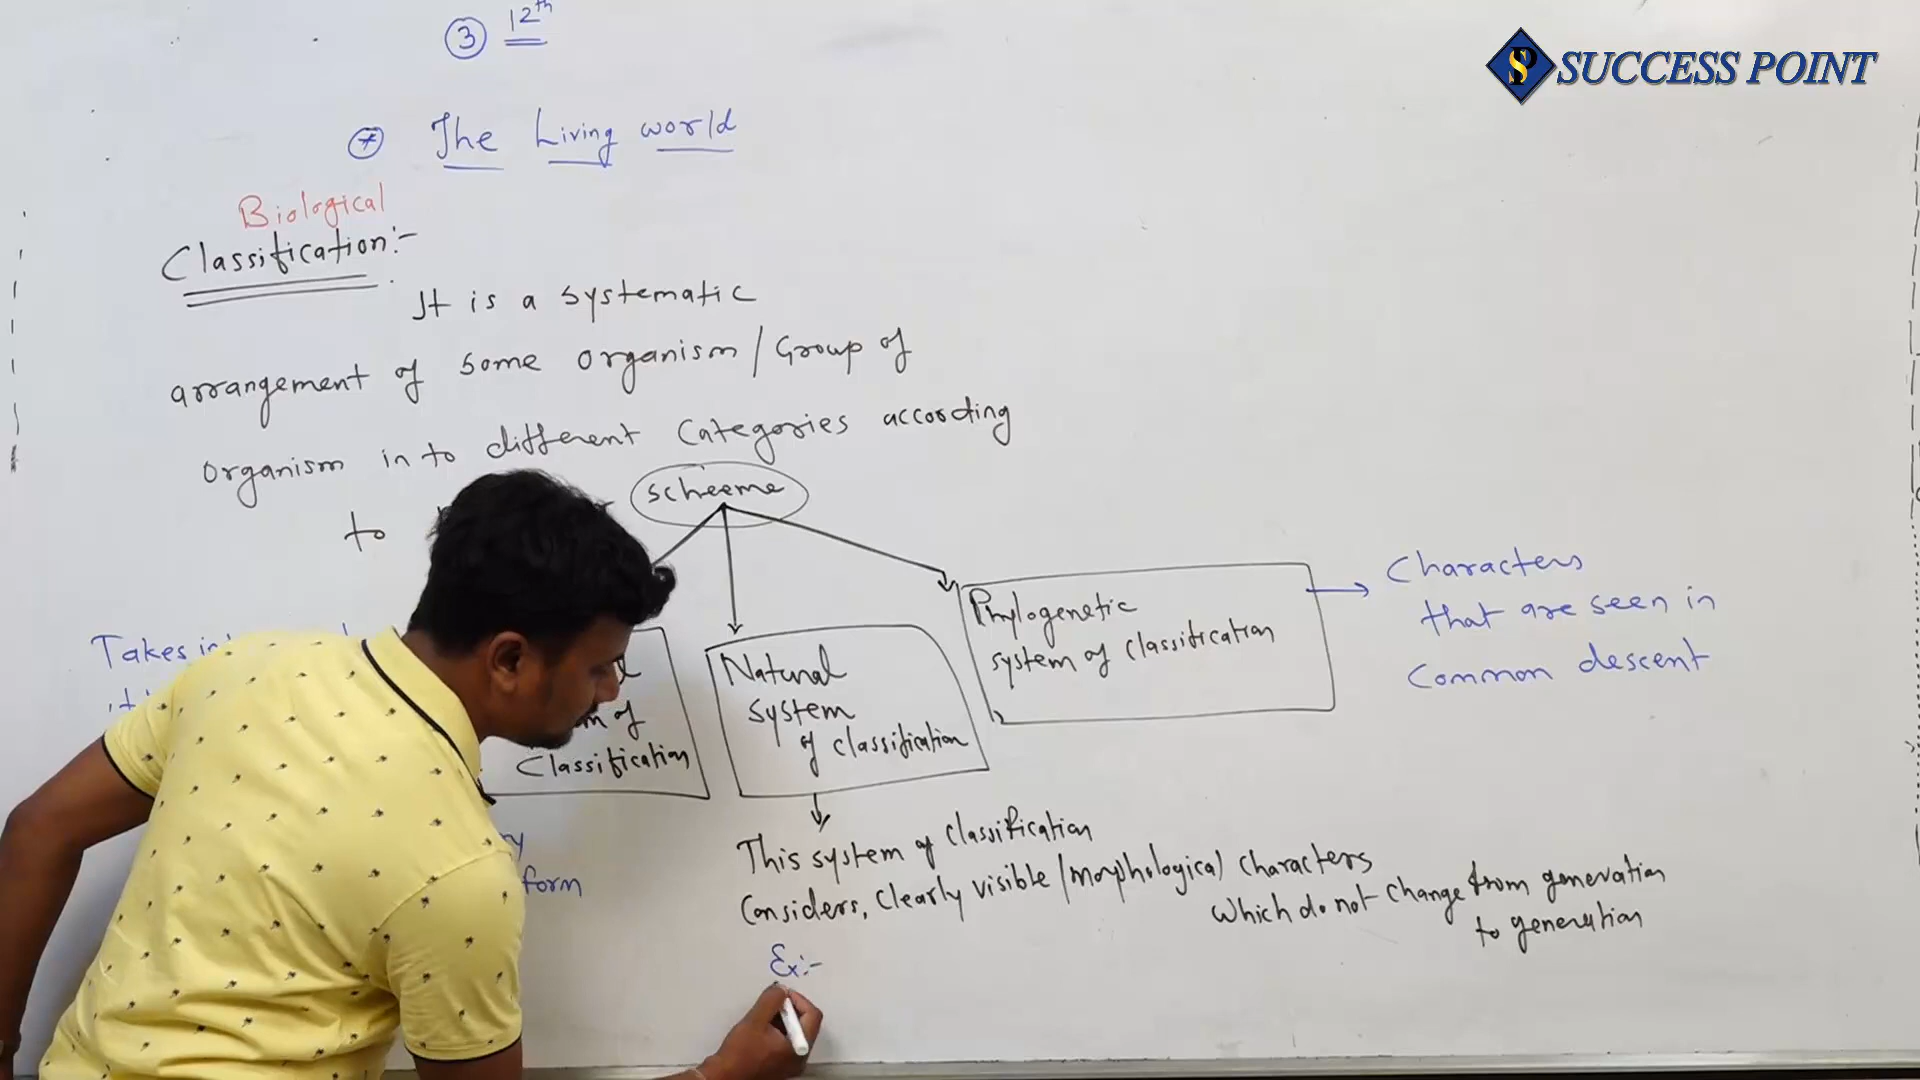 ③ 12th
SUCCESS POINT
* The Living world
Biological
Classification:-
It is a systematic
arrangement of some organism/Group of
organism in to different Categories according
to
scheeme
Characters
that are seen in
Common descent
Phylogenetic
system of classification
Takes in
Natural
system
of classification
of
Classification
This system of classification
Considers, clearly visible/morphological characters
which do not change from generation
to generation
form
Ex:-